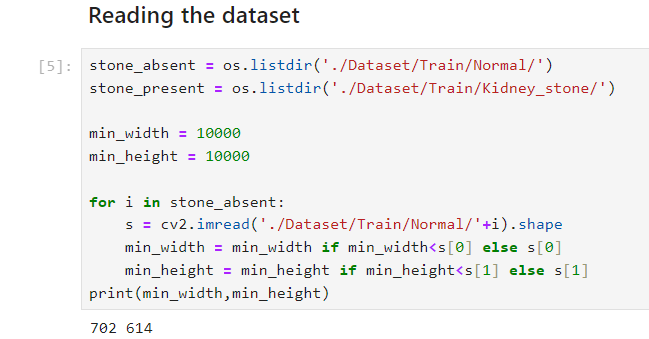 Reading the dataset
[5]: stone_absent = os.listdir('./Dataset/Train/Normal/')
stone_present = os.listdir('./Dataset/Train/Kidney_stone/')
min_width = 10000
min_height = 10000
for i in stone_absent:
    s = cv2.imread('./Dataset/Train/Normal/'+i).shape
    min_width = min_width if min_width<s[0] else s[0]
    min_height = min_height if min_height<s[1] else s[1]
print(min_width,min_height)
702 614